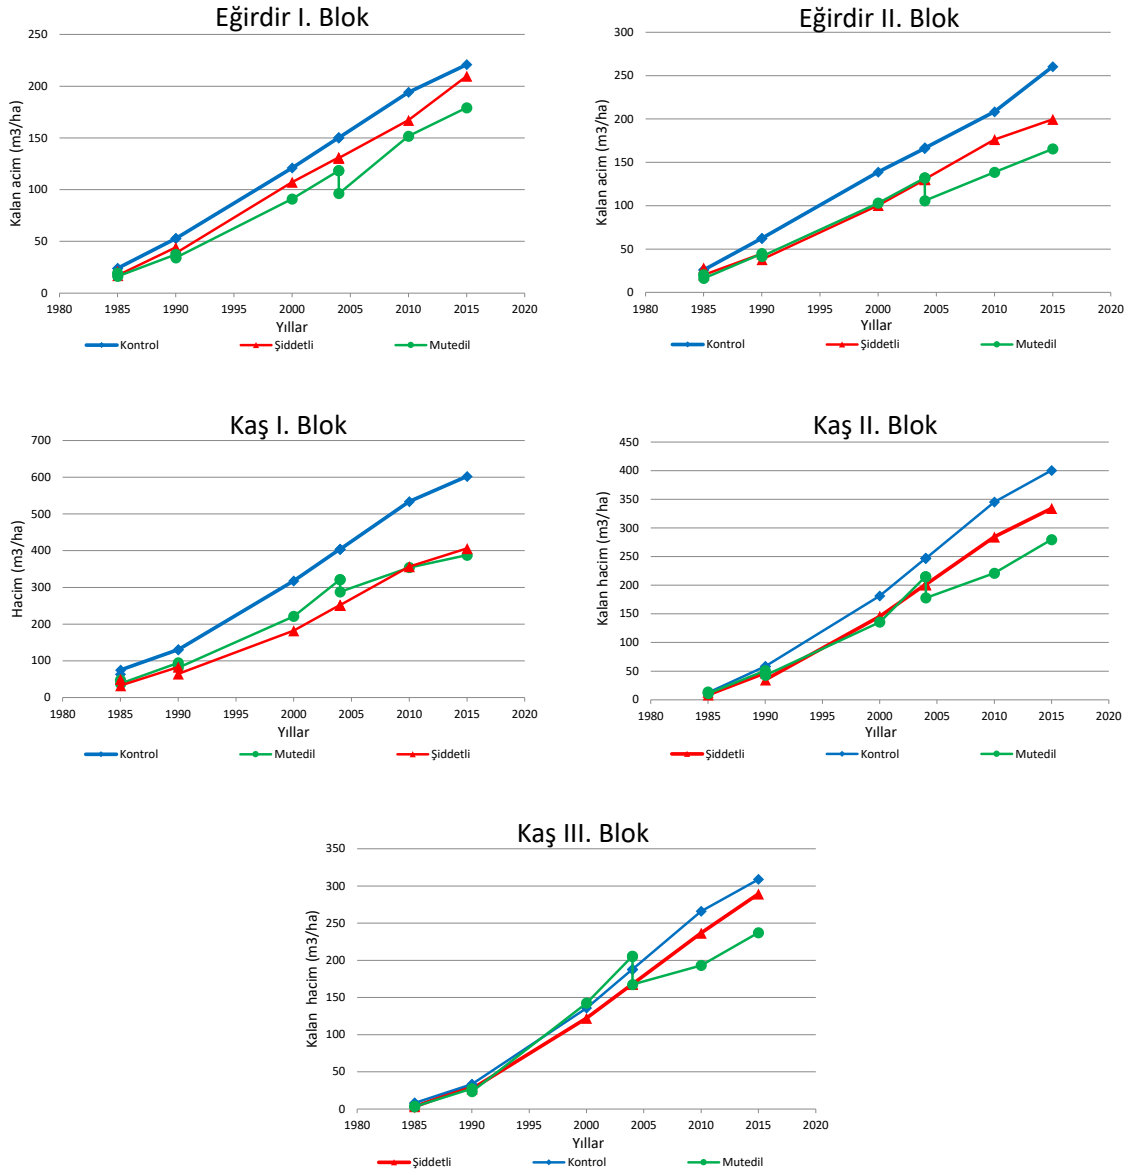 Eğirdir I. Blok
250
200
150
100
50
0
Kalan acim (m3/ha)
1980 1985 1990 1995 2000 2005 2010 2015 2020
Yıllar
Kontrol Şiddetli Mutedil
Eğirdir II. Blok
300
250
200
150
100
50
0
Kalan acim (m3/ha)
1980 1985 1990 1995 2000 2005 2010 2015 2020
Yıllar
Kontrol Şiddetli Mutedil
Kaş I. Blok
700
600
500
400
300
200
100
0
Hacim (m3/ha)
1980 1985 1990 1995 2000 2005 2010 2015 2020
Yıllar
Kontrol Mutedil Şiddetli
Kaş II. Blok
450
400
350
300
250
200
150
100
50
0
Kalan hacim (m3/ha)
1980 1985 1990 1995 2000 2005 2010 2015 2020
Yıllar
Şiddetli Kontrol Mutedil
Kaş III. Blok
350
300
250
200
150
100
50
0
Kalan hacim (m3/ha)
1980 1985 1990 1995 2000 2005 2010 2015 2020
Yıllar
Şiddetli Kontrol Mutedil